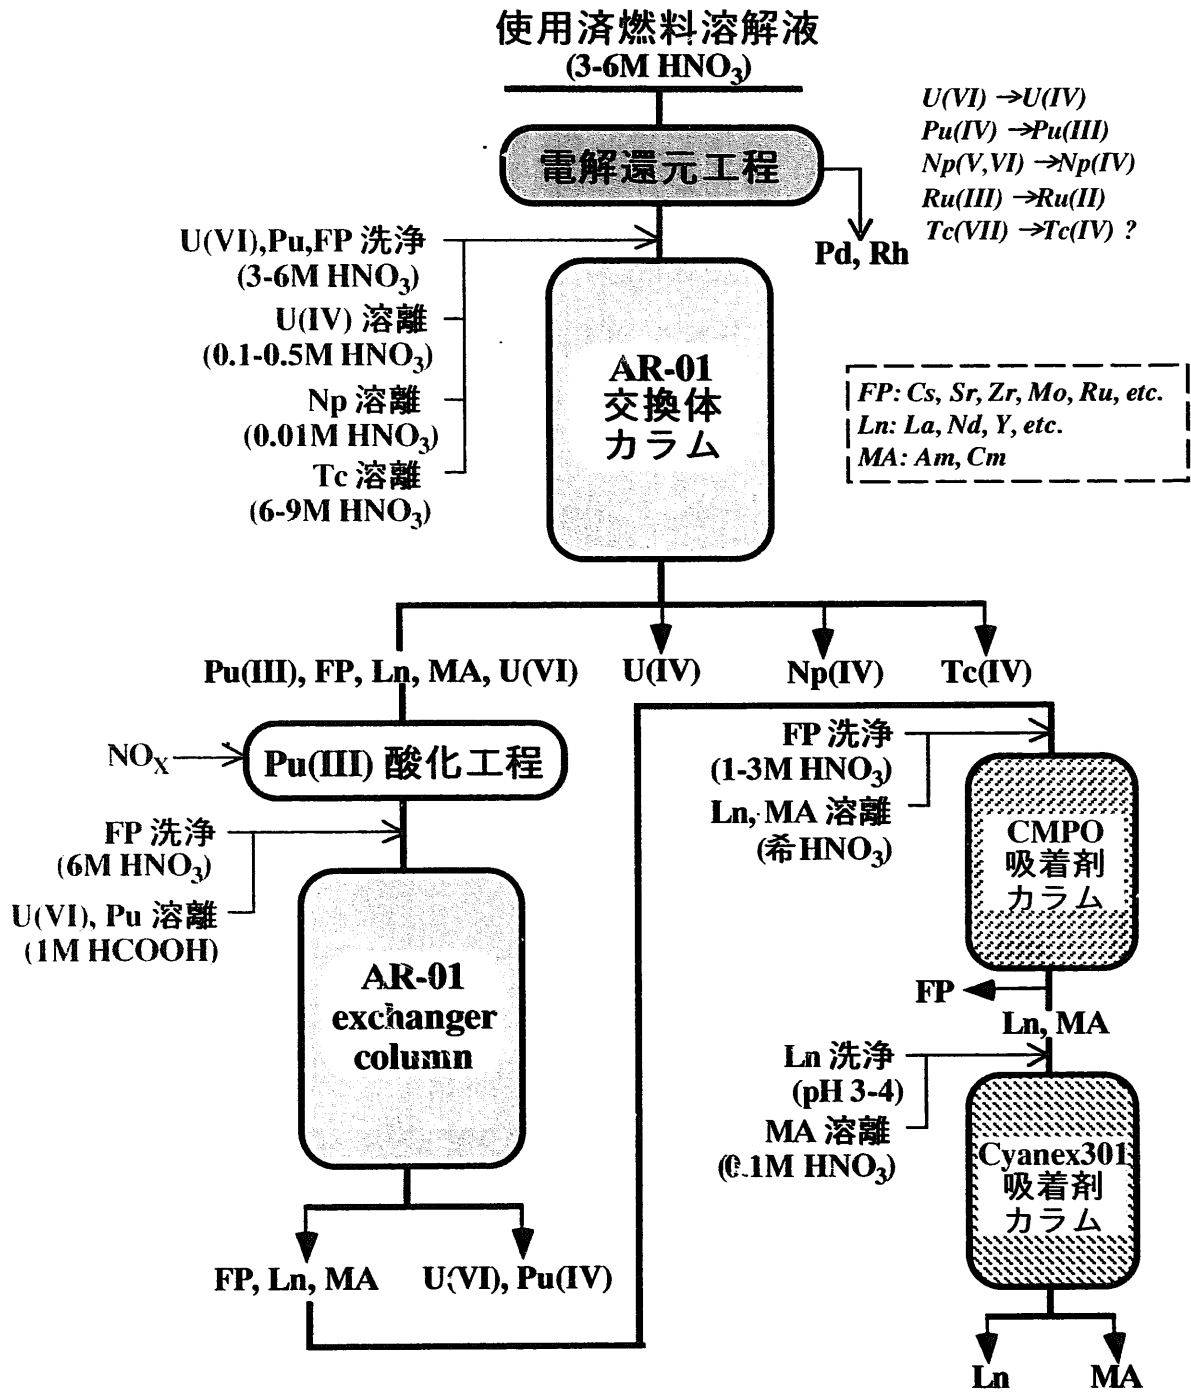 使用済燃料溶解液
(3-6M HNO3)
U(VI) →U(IV)
Pu(IV) →Pu(III)
Np(V,VI) →Np(IV)
Ru(III) →Ru(II)
Tc(VII) →Tc(IV) ?
電解還元工程
Pd, Rh
U(VI),Pu,FP 洗浄
(3-6M HNO3)
U(IV) 溶離
(0.1-0.5M HNO3)
Np 溶離
(0.01M HNO3)
Tc 溶離
(6-9M HNO3)
AR-01
交換体
カラム
FP: Cs, Sr, Zr, Mo, Ru, etc.
Ln: La, Nd, Y, etc.
MA: Am, Cm
Pu(III), FP, Ln, MA, U(VI)
U(IV)
Np(IV)
Tc(IV)
NOX
Pu(III) 酸化工程
FP 洗浄
(6M HNO3)
U(VI), Pu 溶離
(1M HCOOH)
AR-01
exchanger
column
FP, Ln, MA
U(VI), Pu(IV)
FP 洗浄
(1-3M HNO3)
Ln, MA 溶離
(希HNO3)
CMPO
吸着剤
カラム
FP
Ln, MA
Ln 洗浄
(pH 3-4)
MA 溶離
(0.1M HNO3)
Cyanex301
吸着剤
カラム
Ln
MA